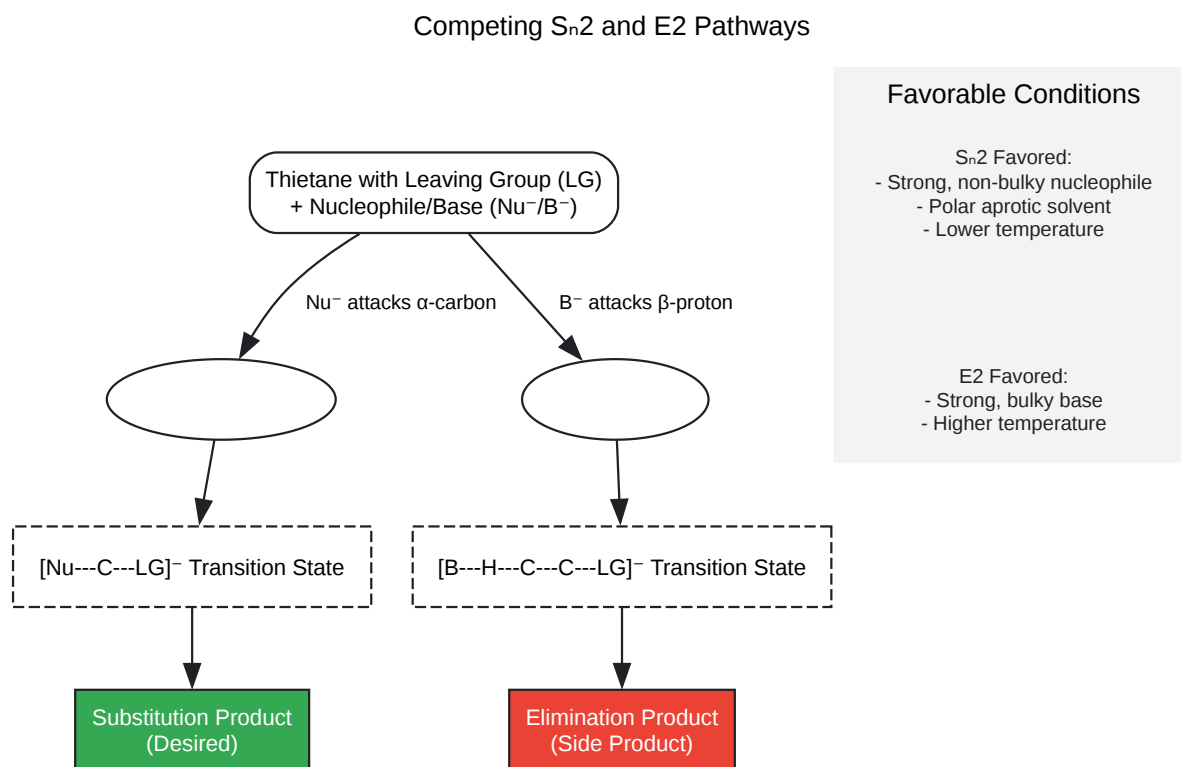 Competing Sₙ2 and E2 Pathways
Favorable Conditions
Sₙ2 Favored:
- Strong, non-bulky nucleophile
- Polar aprotic solvent
- Lower temperature
Thietane with Leaving Group (LG)
+ Nucleophile/Base (Nu⁻/B⁻)
Nu⁻ attacks α-carbon
B⁻ attacks β-proton
E2 Favored:
- Strong, bulky base
- Higher temperature
[Nu---C---LG]⁻ Transition State
[B---H---C---C---LG]⁻ Transition State
Substitution Product
(Desired)
Elimination Product
(Side Product)